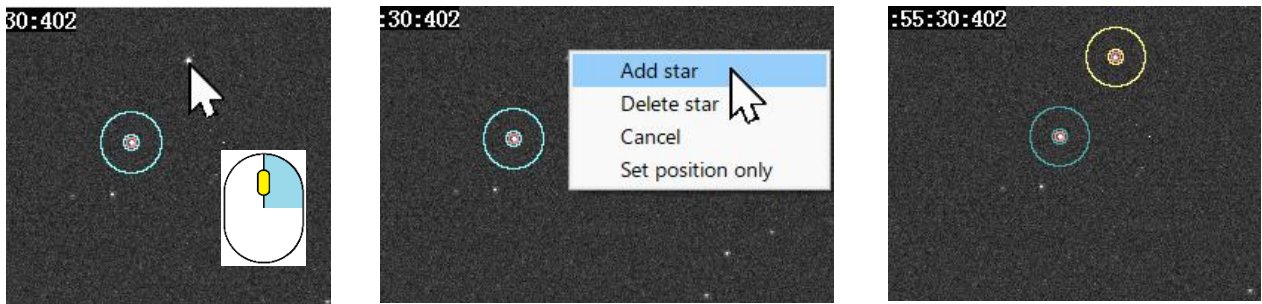 30:402
:30:402
Add star
Delete star
Cancel
Set position only
:55:30:402